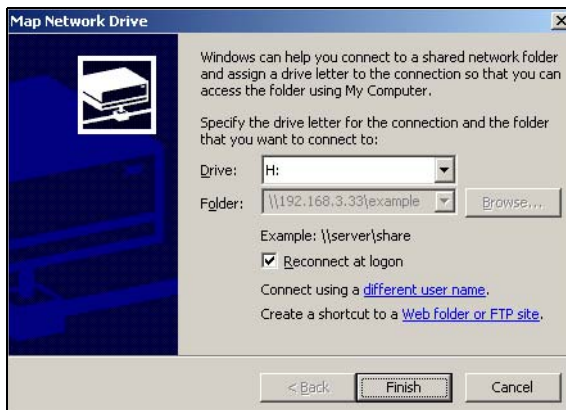 Map Network Drive
Windows can help you connect to a shared network folder
and assign a drive letter to the connection so that you can
access the folder using My Computer.
Specify the drive letter for the connection and the folder
that you want to connect to:
Drive: H:
Folder: \\192.168.3.33\example Browse...
Example: \\server\share
Reconnect at logon
Connect using a different user name.
Create a shortcut to a Web folder or FTP site.
< Back Finish Cancel